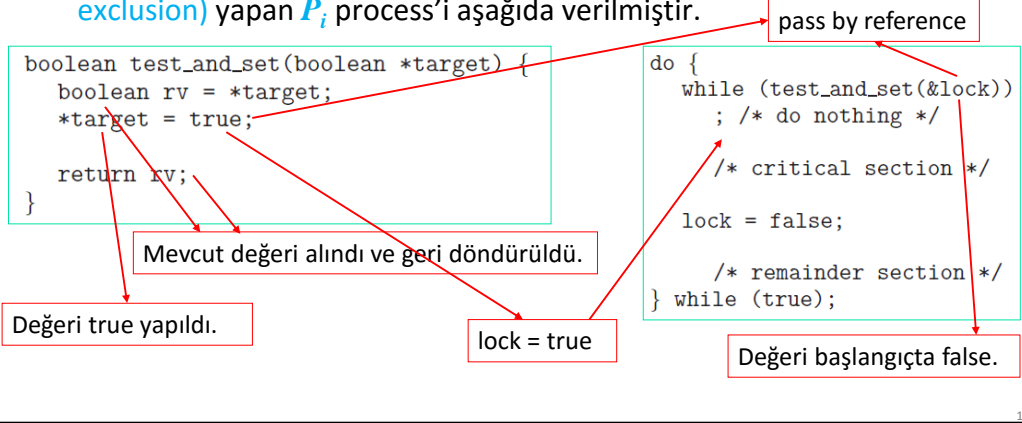 exclusion) yapan Pi process'i aşağıda verilmiştir.
pass by reference
boolean test_and_set(boolean *target) {
boolean rv = *target;
*target = true;
return rv;
}
do {
while (test_and_set(&lock))
; /* do nothing */
/* critical section */
lock = false;
/* remainder section */
} while (true);
Mevcut değeri alındı ve geri döndürüldü.
Değeri true yapıldı.
lock = true
Değeri başlangıçta false.
1